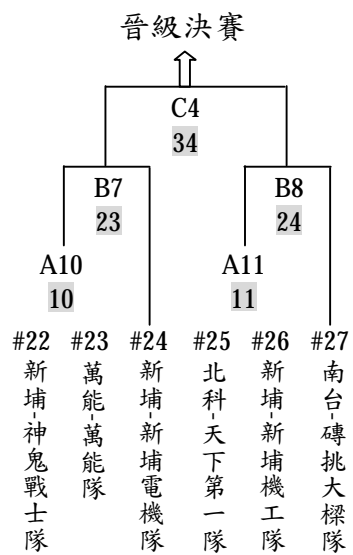 晉級決賽
C4
34
B7
23
B8
24
A10
10
A11
11
#22 #23 #24 #25 #26 #27
新埔-神鬼戰士隊
萬能-萬能隊
新埔-新埔電機隊
北科-天下第一隊
新埔-新埔機工隊
南台-磚挑大樑隊